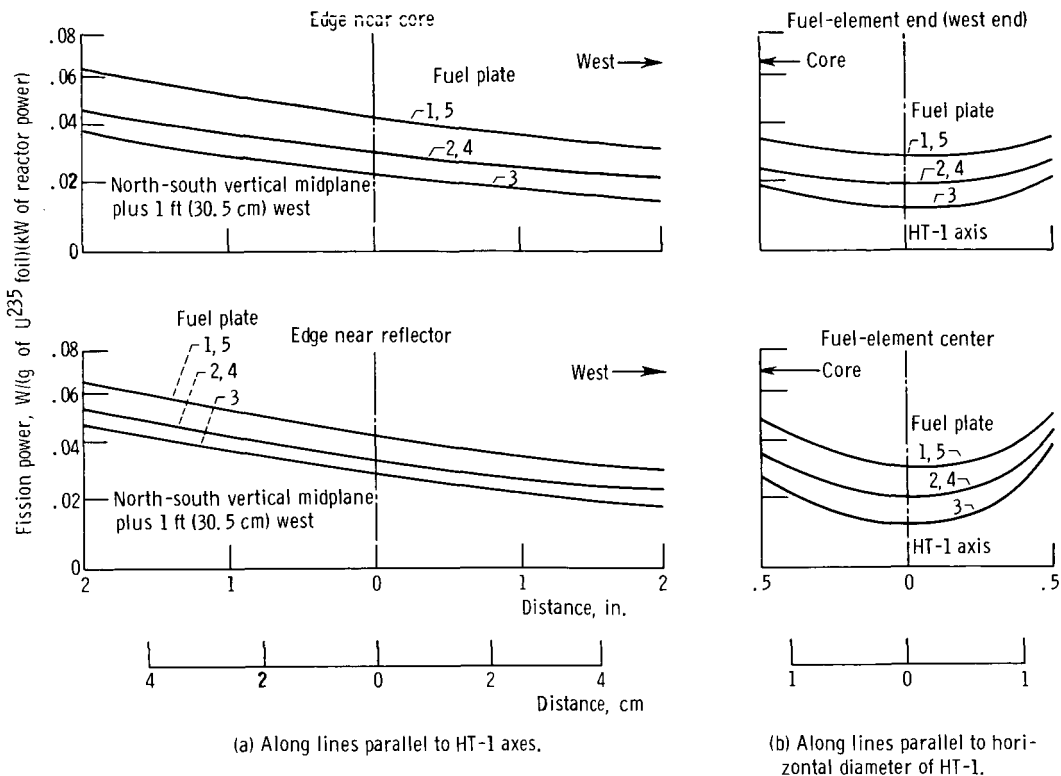 Edge near core
Fuel-element end (west end)
.08
.06
.04
.02
0
West
Core
Fuel plate
1, 5
2, 4
3
North-south vertical midplane
plus 1 ft (30.5 cm) west
Fuel plate
1, 5
2, 4
3
HT-1 axis
Fission power, W/(g of U235 foil)(kW of reactor power)
Edge near reflector
Fuel-element center
.08
.06
.04
.02
0
Fuel plate
1, 5
2, 4
3
West
Core
North-south vertical midplane
plus 1 ft (30.5 cm) west
Fuel plate
1, 5
2, 4
3
HT-1 axis
2 1 0 1 2
Distance, in.
.5 0 .5
4 2 0 2 4
Distance, cm
1 0 1
(a) Along lines parallel to HT-1 axes.
(b) Along lines parallel to hori-
zontal diameter of HT-1.